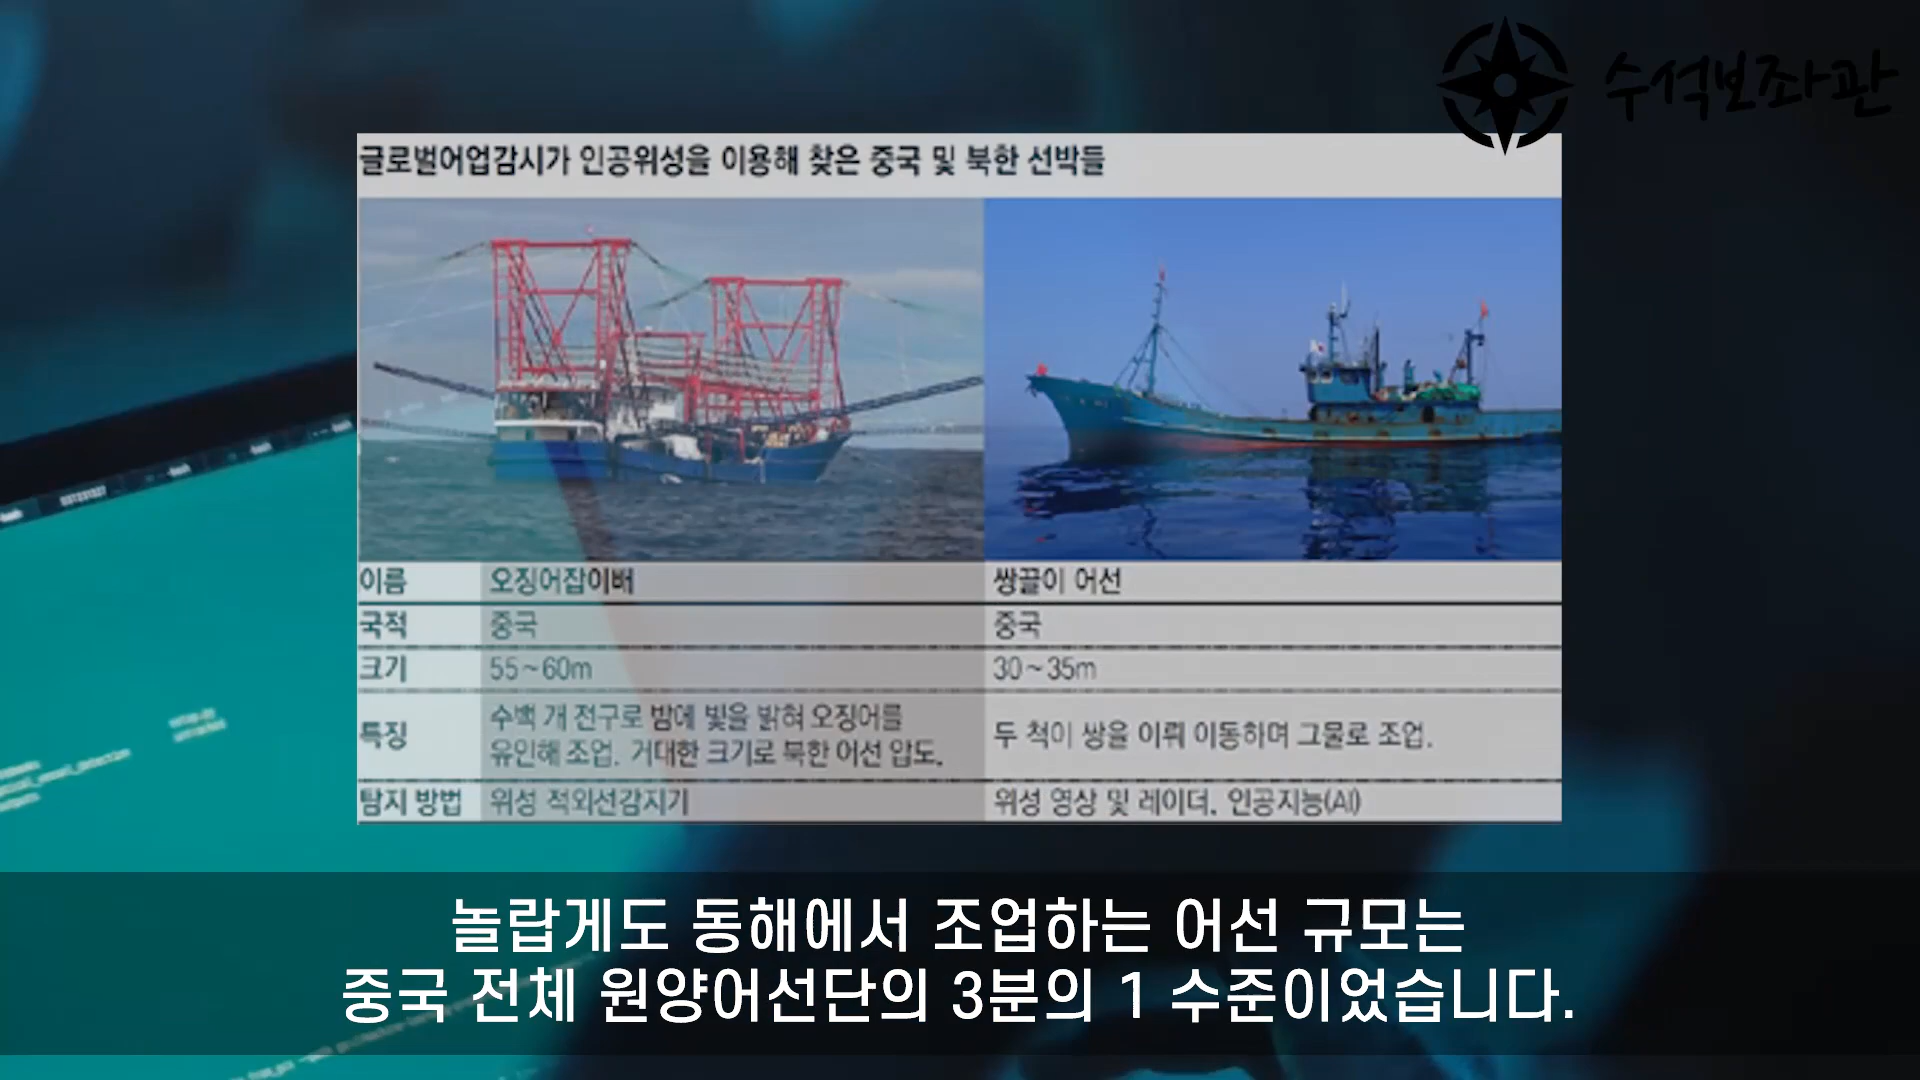 수석보좌관
글로벌어업감시가 인공위성을 이용해 찾은 중국 및 북한 선박들
이름 오징어잡이배 쌍끌이 어선
국적 중국 중국
크기 55~60m 30~35m
특징 수백 개 전구로 밤에 빛을 밝혀 오징어를
유인해 조업. 거대한 크기로 북한 어선 압도.
두 척이 쌍을 이뤄 이동하며 그물로 조업.
탐지 방법 위성 적외선감지기 위성 영상 및 레이더, 인공지능(AI)
놀랍게도 동해에서 조업하는 어선 규모는
중국 전체 원양어선단의 3분의 1 수준이었습니다.